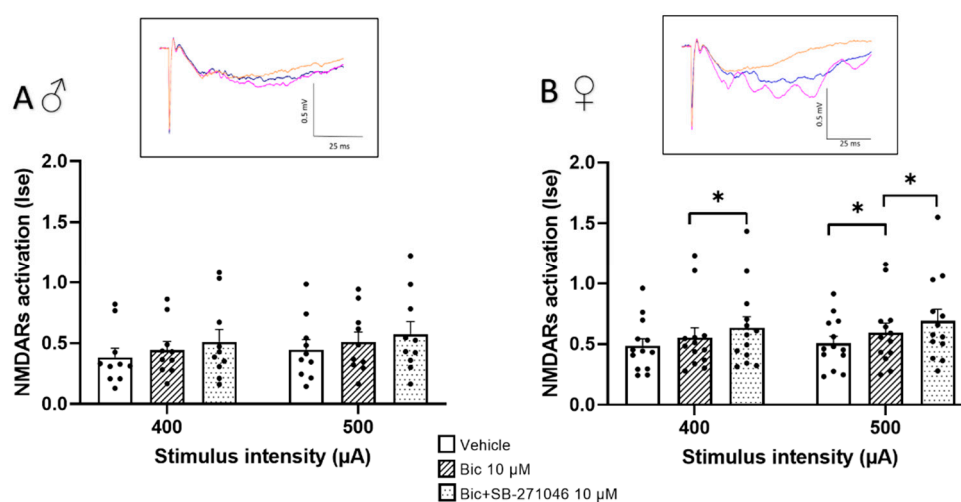 A ♂
0.5 mV
25 ms
B ♀
0.5 mV
25 ms
NMDARs activation (Ise)
2.0
1.5
1.0
0.5
0.0
400
500
Stimulus intensity (µA)
NMDARs activation (Ise)
2.0
1.5
1.0
0.5
0.0
*
*
*
400
500
Stimulus intensity (µA)
Vehicle
Bic 10 µM
Bic+SB-271046 10 µM